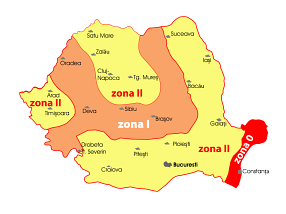 Satu Mare
Suceava
Zalău
Oradea
Iași
Cluj-
Napoca
Tg. Mureș
Bacău
zona II
Arad
zona II
Timișoara
Deva
Sibiu
zona I
Brașov
Galați
zona 0
Drobeta
Tr. Severin
Ploiești
Pitești
zona II
București
Craiova
Constanța